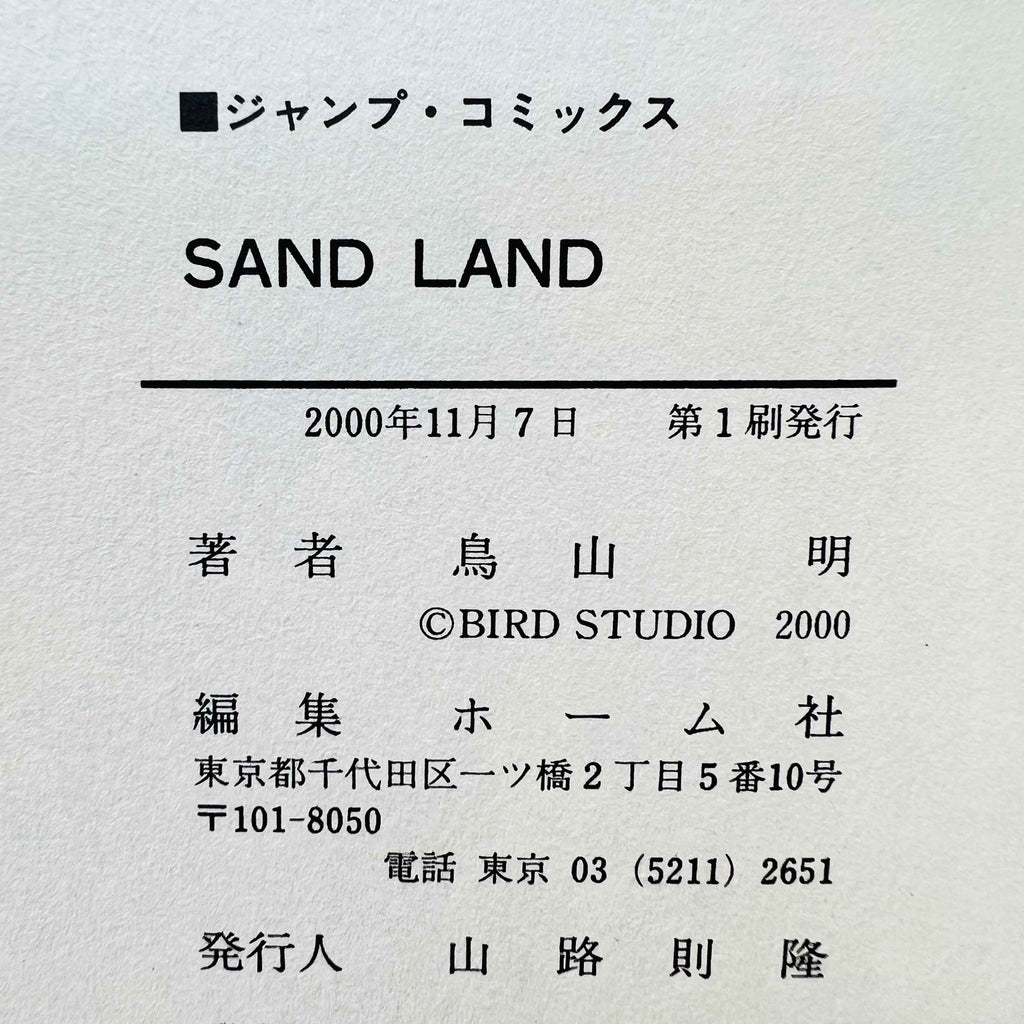 ■ジャンプ・コミックス
SAND LAND
2000年11月7日 第1刷発行
著者 鳥山 明
©BIRD STUDIO 2000
編集 ホーム社
東京都千代田区一ツ橋2丁目5番10号
〒101-8050
電話 東京 03 (5211) 2651
発行人 山路則隆